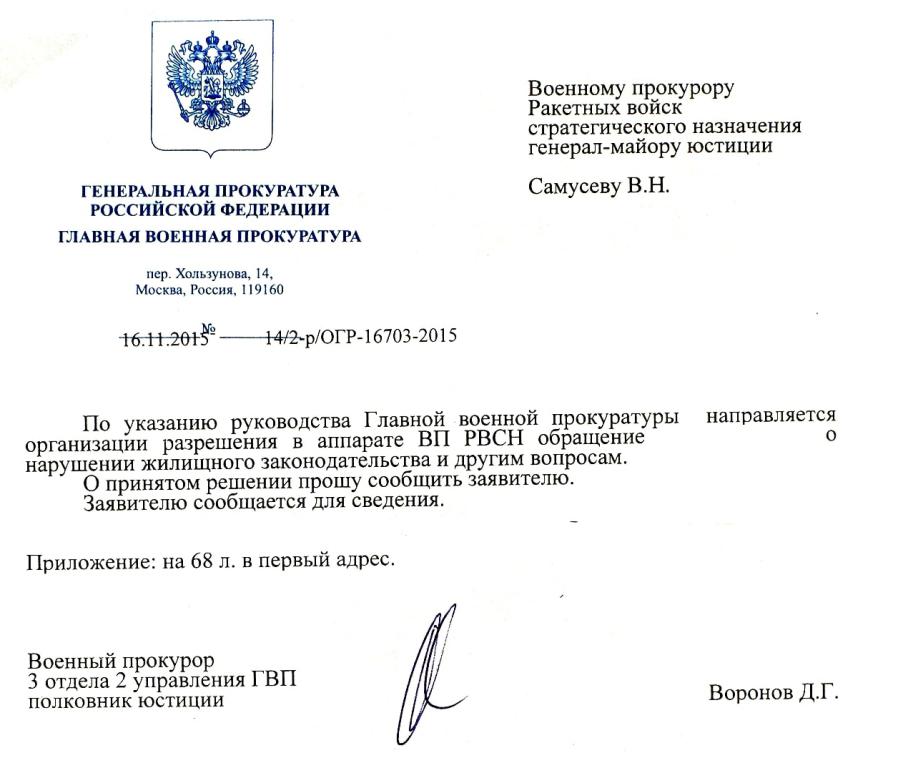 ГЕНЕРАЛЬНАЯ ПРОКУРАТУРА
РОССИЙСКОЙ ФЕДЕРАЦИИ
ГЛАВНАЯ ВОЕННАЯ ПРОКУРАТУРА
пер. Хользунова, 14,
Москва, Россия, 119160
16.11.2015 № 14/2-р/ОГР-16703-2015
Военному прокурору
Ракетных войск
стратегического назначения
генерал-майору юстиции
Самусеву В.Н.
По указанию руководства Главной военной прокуратуры направляется
организации разрешения в аппарате ВП РВСН обращение о
нарушении жилищного законодательства и другим вопросам.
О принятом решении прошу сообщить заявителю.
Заявителю сообщается для сведения.
Приложение: на 68 л. в первый адрес.
Военный прокурор
3 отдела 2 управления ГВП
полковник юстиции
Воронов Д.Г.